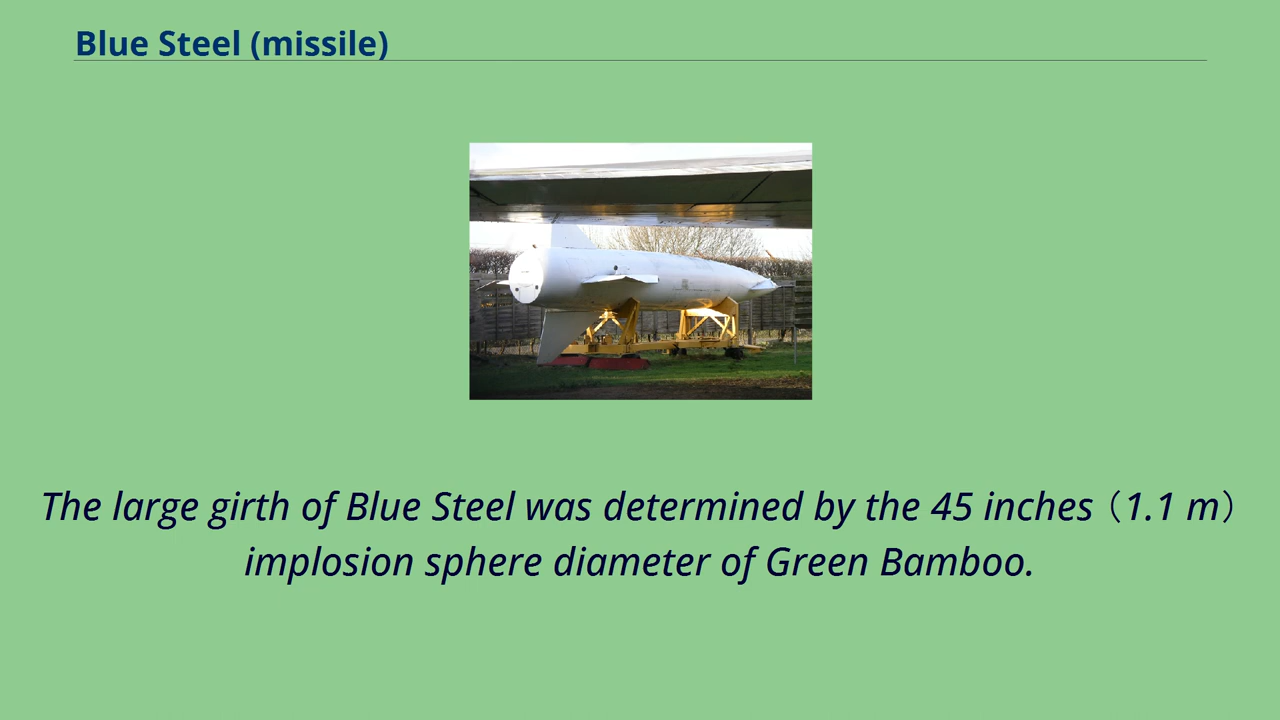 Blue Steel (missile)
The large girth of Blue Steel was determined by the 45 inches（1.1 m）
implosion sphere diameter of Green Bamboo.